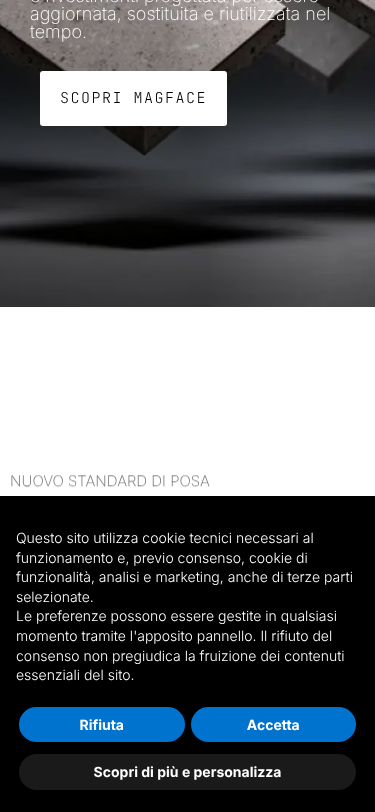 aggiornata, sostituita e riutilizzata nel
tempo.
SCOPRI MAGFACE
NUOVO STANDARD DI POSA
Questo sito utilizza cookie tecnici necessari al
funzionamento e, previo consenso, cookie di
funzionalità, analisi e marketing, anche di terze parti
selezionate.
Le preferenze possono essere gestite in qualsiasi
momento tramite l'apposito pannello. Il rifiuto del
consenso non pregiudica la fruizione dei contenuti
essenziali del sito.
Rifiuta
Accetta
Scopri di più e personalizza